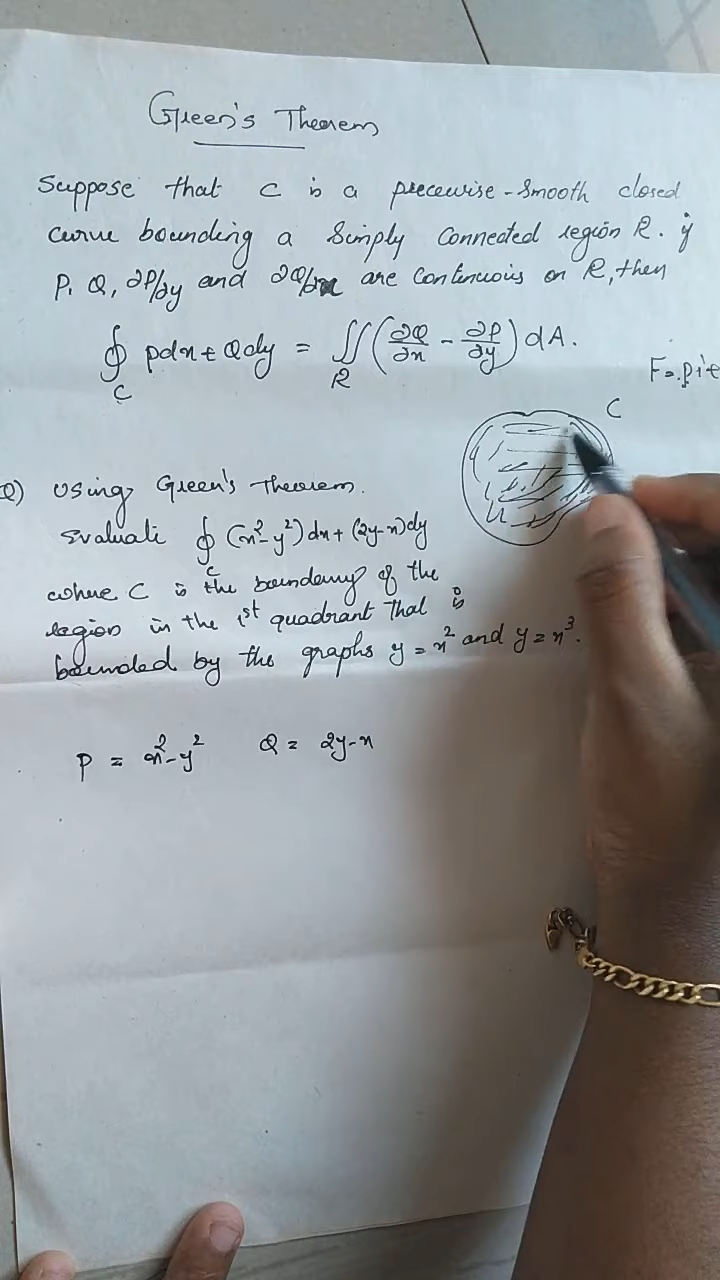 Green's Theorem
Suppose that C is a piecewise-smooth closed
curve bounding a simply connected region R. if
P, Q, ∂P/∂y and ∂Q/∂x are continuous on R, then
∮_C Pdx + Qdy = ∬_R (∂Q/∂x - ∂P/∂y) dA.
F = Pi+
C
Q) Using Green's Theorem.
Evaluate ∮_C (x²-y²)dx + (2y-x)dy
where C is the boundary of the
region in the 1st quadrant that is
bounded by the graphs y = x² and y = x³.
P = x²-y² Q = 2y-x